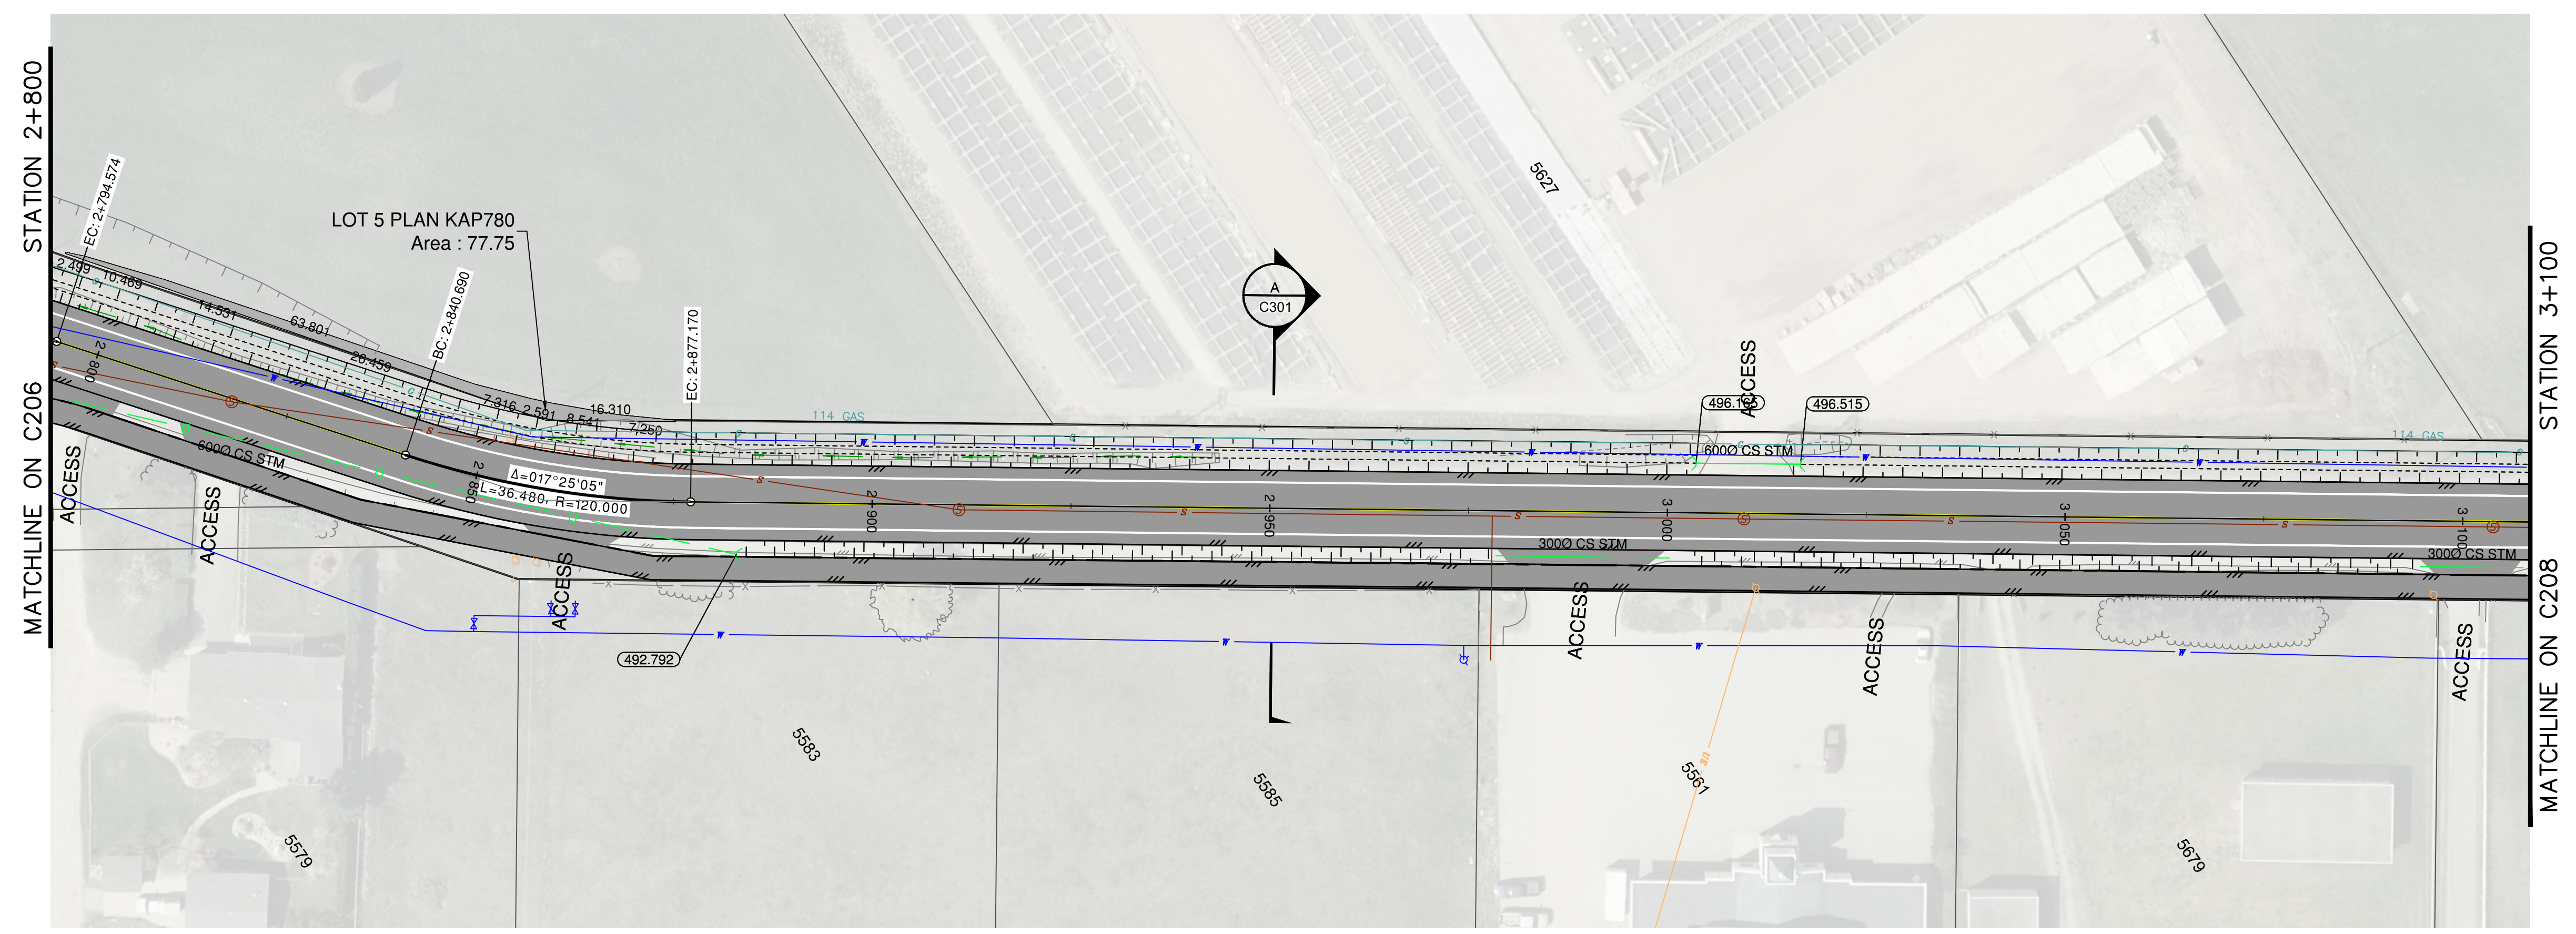 STATION 2+800
MATCHLINE ON C206
STATION 3+100
MATCHLINE ON C208
EC: 2+794.574
BC: 2+840.690
EC: 2+877.170
LOT 5 PLAN KAP780
Area : 77.75
2.499
10.469
14.531
63.801
26.459
7.316
2.591
8.541
16.310
7.250
2+800
2+850
2+900
2+950
3+000
3+050
3+100
Δ=017°25'05"
L=36.480, R=120.000
600Ø CS STM
114 GAS
A
C301
5627
ACCESS
496.165
496.515
600Ø CS STM
114 GAS
300Ø CS STM
300Ø CS STM
ACCESS
ACCESS
ACCESS
ACCESS
ACCESS
ACCESS
492.792
5579
5583
5585
5561
5679
G
G
G
G
G
G
G
W
W
W
W
W
W
S
S
S
S
S
S
S
S
S
S
S
S
D
D
D
W
W
W
W